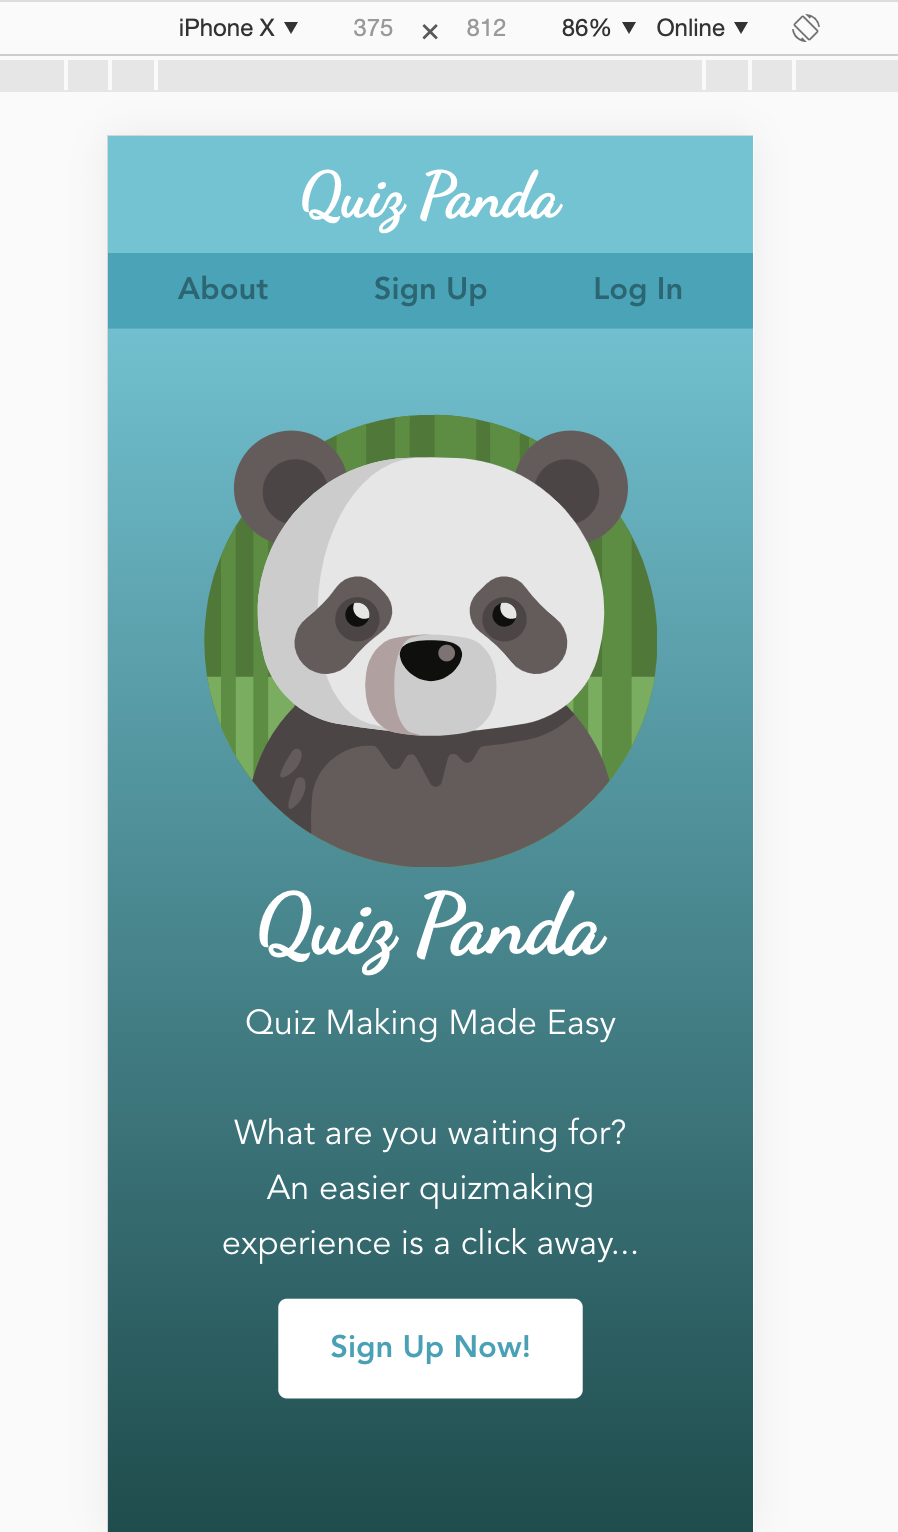 iPhone X ▼ 375 × 812 86% ▼ Online ▼
Quiz Panda
About Sign Up Log In
Quiz Panda
Quiz Making Made Easy
What are you waiting for?
An easier quizmaking
experience is a click away...
Sign Up Now!